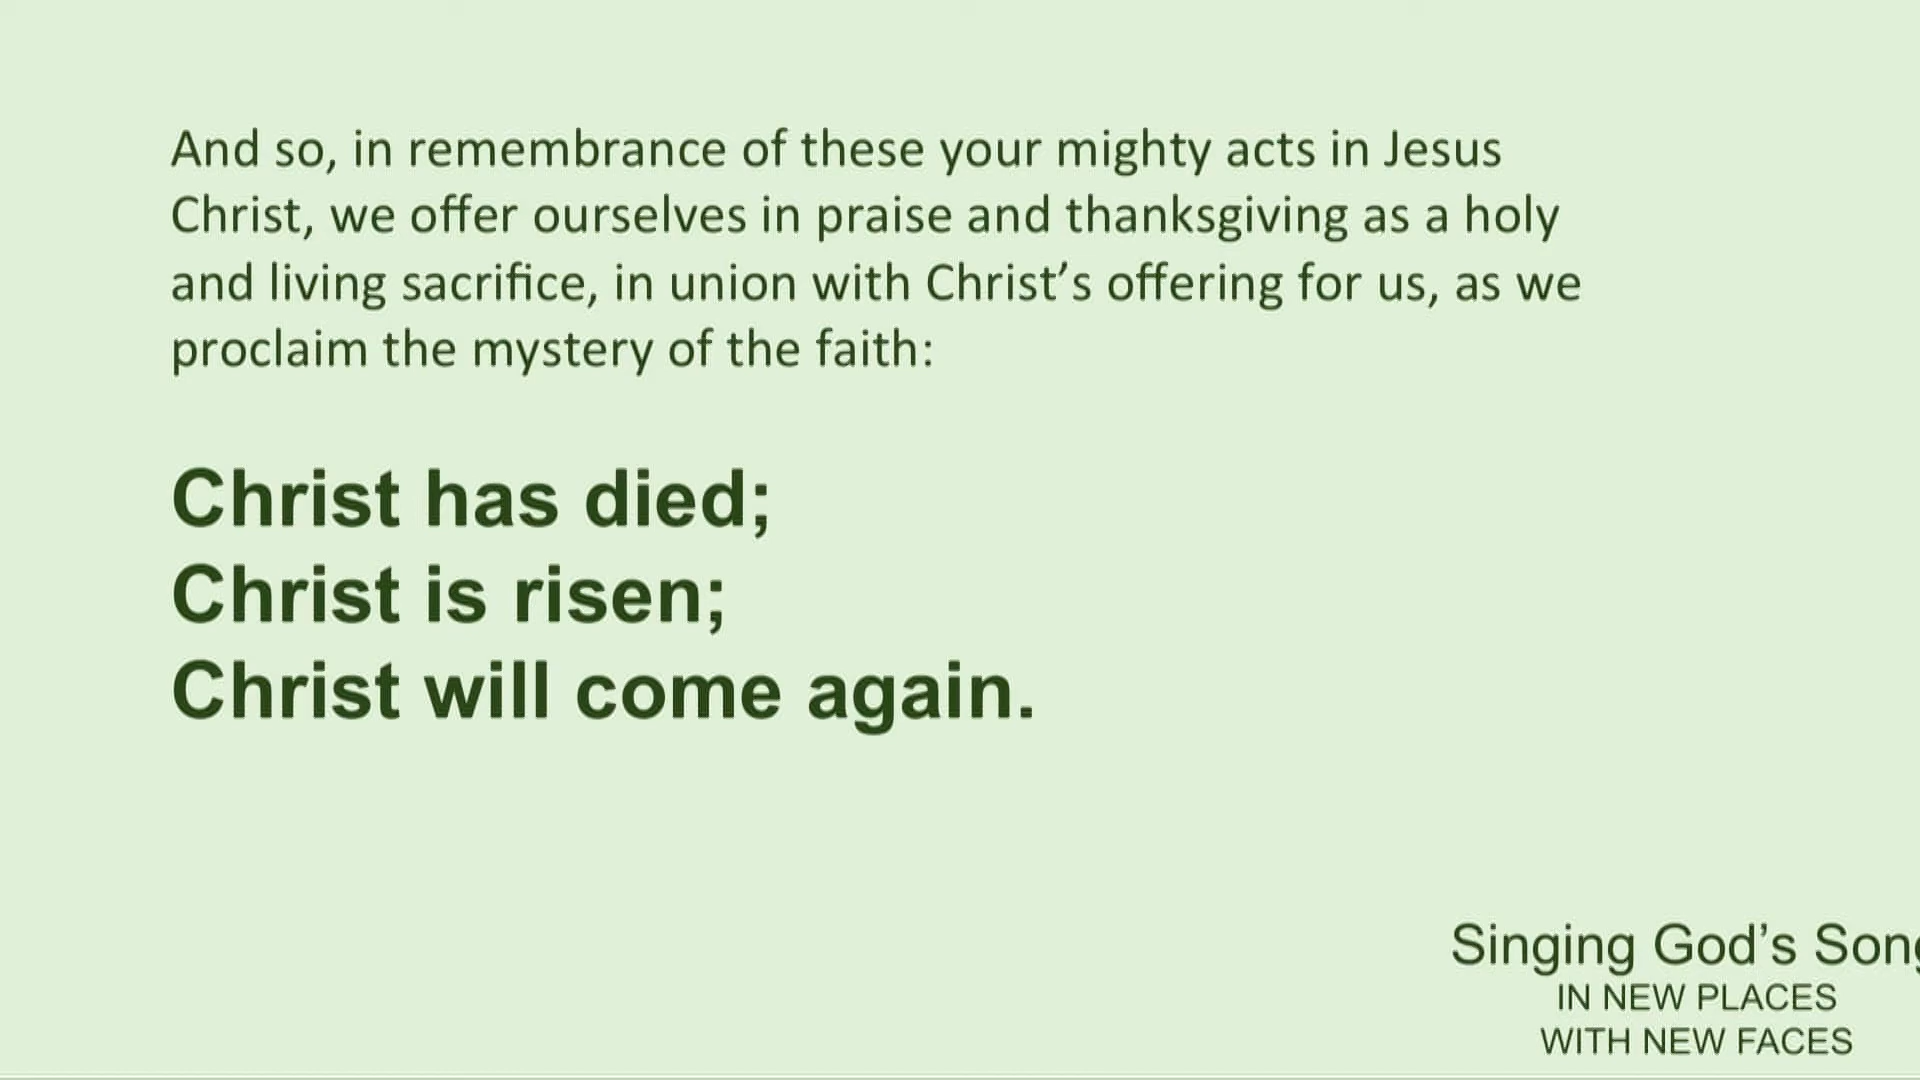 And so, in remembrance of these your mighty acts in Jesus
Christ, we offer ourselves in praise and thanksgiving as a holy
and living sacrifice, in union with Christ’s offering for us, as we
proclaim the mystery of the faith:
Christ has died;
Christ is risen;
Christ will come again.
Singing God’s Song
IN NEW PLACES
WITH NEW FACES